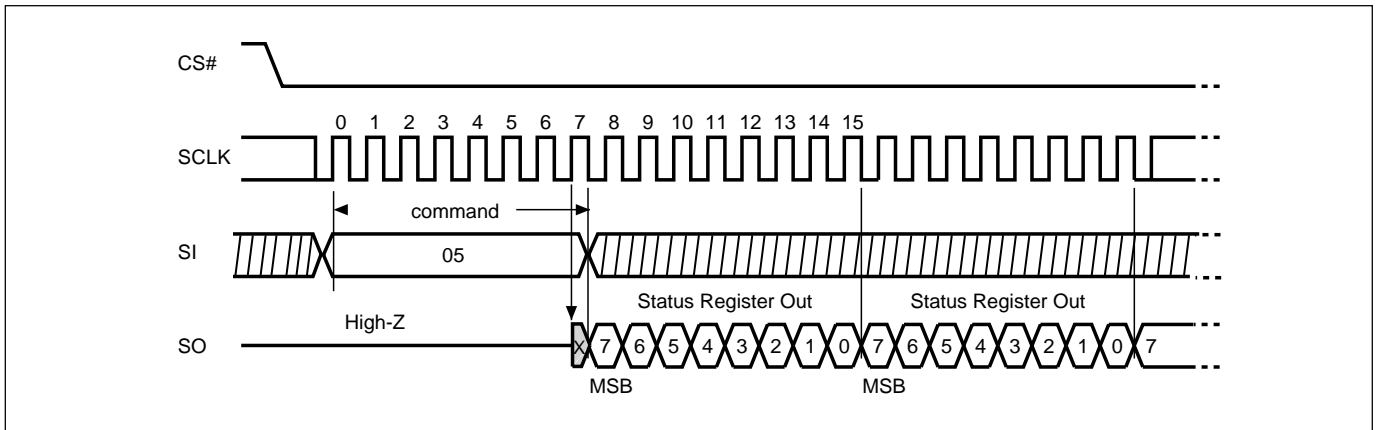 CS#
0 1 2 3 4 5 6 7 8 9 10 11 12 13 14 15
SCLK
command
SI
05
Status Register Out Status Register Out
High-Z
SO
X 7 6 5 4 3 2 1 0 7 6 5 4 3 2 1 0 7
MSB MSB